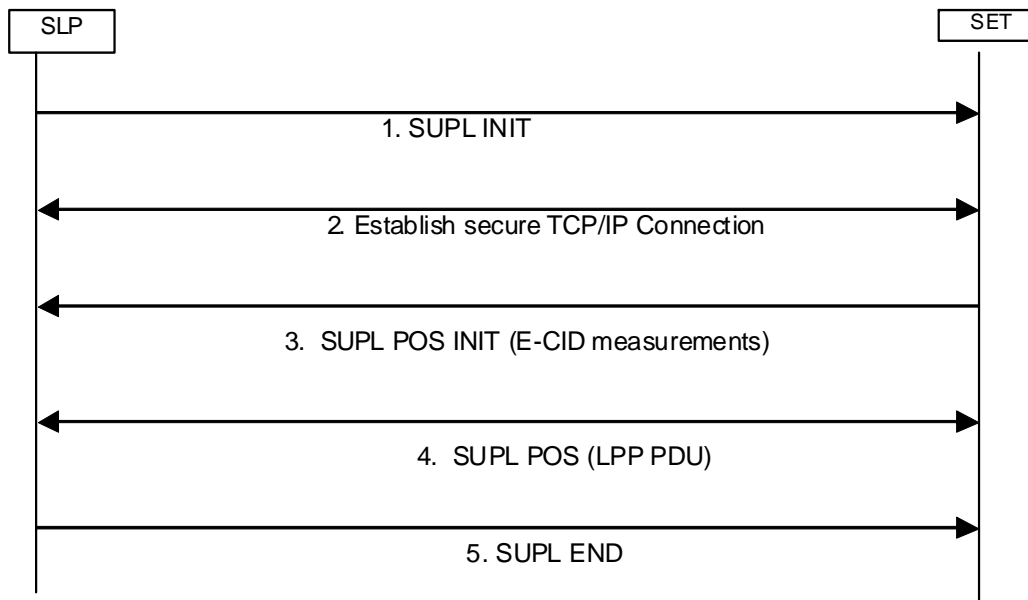 SLP
SET
1. SUPL INIT
2. Establish secure TCP/IP Connection
3. SUPL POS INIT (E-CID measurements)
4. SUPL POS (LPP PDU)
5. SUPL END